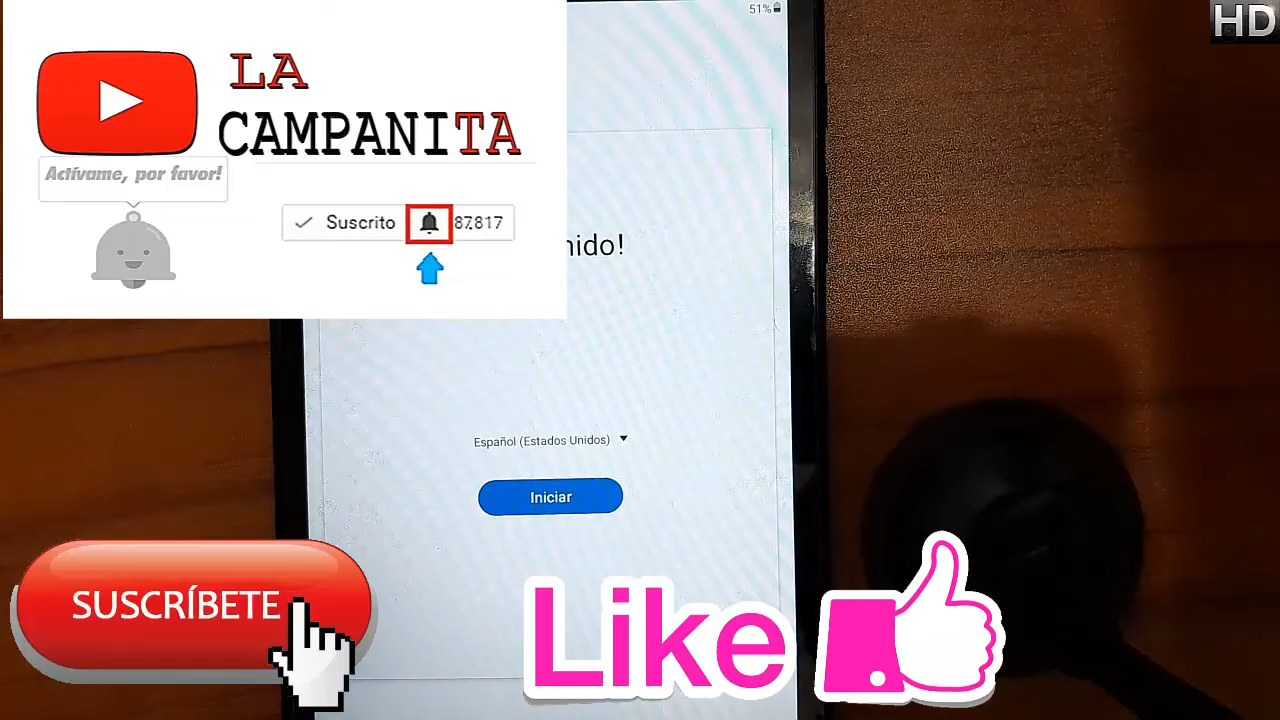 51%
HD
LA
CAMPANITA
Actívame, por favor!
Suscrito 87.817
nido!
Español (Estados Unidos)
Iniciar
SUSCRÍBETE
Like